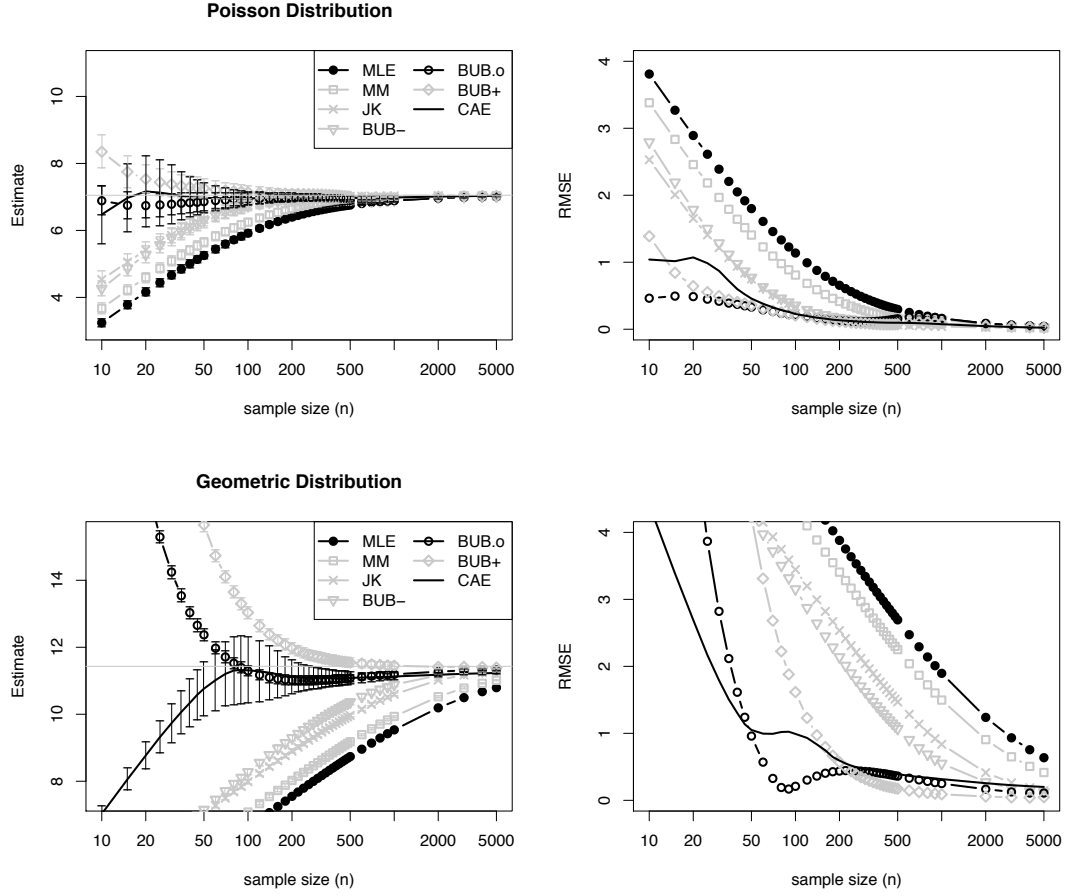 Poisson Distribution
Estimate
10
8
6
4
MLE
MM
JK
BUB−
BUB.o
BUB+
CAE
10 20 50 100 200 500 2000 5000
sample size (n)
RMSE
4
3
2
1
0
10 20 50 100 200 500 2000 5000
sample size (n)
Geometric Distribution
Estimate
14
12
10
8
MLE
MM
JK
BUB−
BUB.o
BUB+
CAE
10 20 50 100 200 500 2000 5000
sample size (n)
RMSE
4
3
2
1
0
10 20 50 100 200 500 2000 5000
sample size (n)